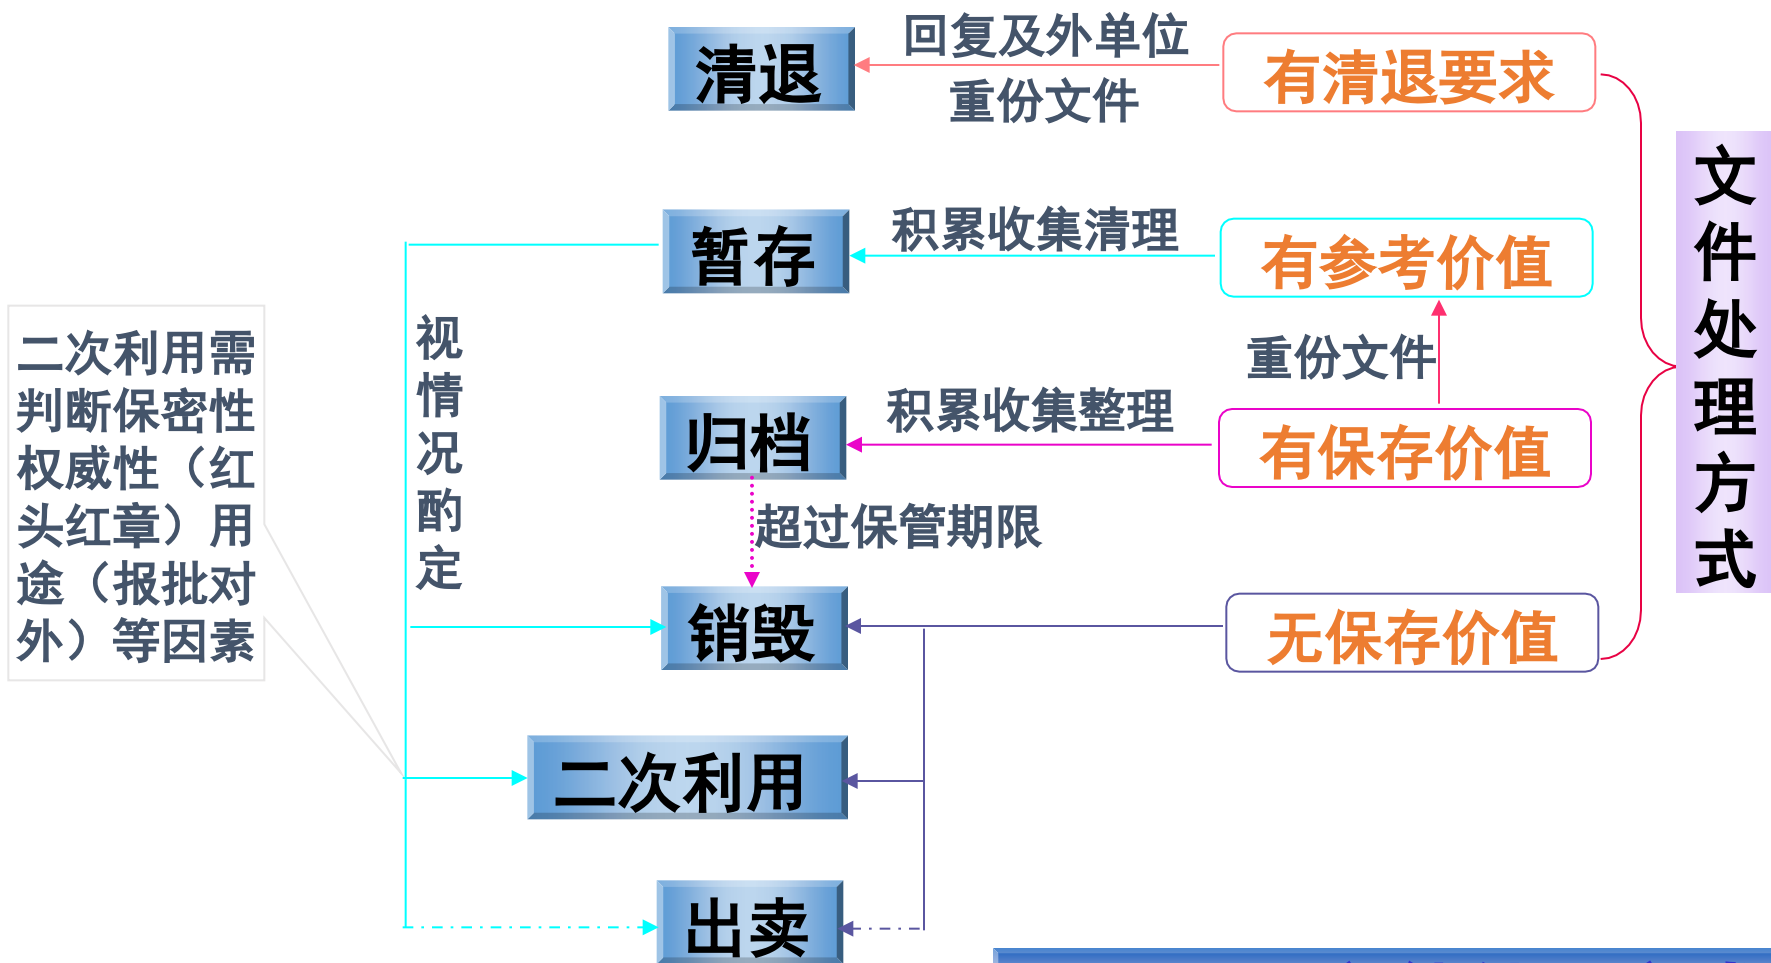 清退
回复及外单位
重份文件
有清退要求
文件处理方式
暂存
积累收集清理
有参考价值
视情况酌定
重份文件
二次利用需
判断保密性
权威性（红
头红章）用
途（报批对
外）等因素
归档
积累收集整理
有保存价值
超过保管期限
销毁
无保存价值
二次利用
出卖